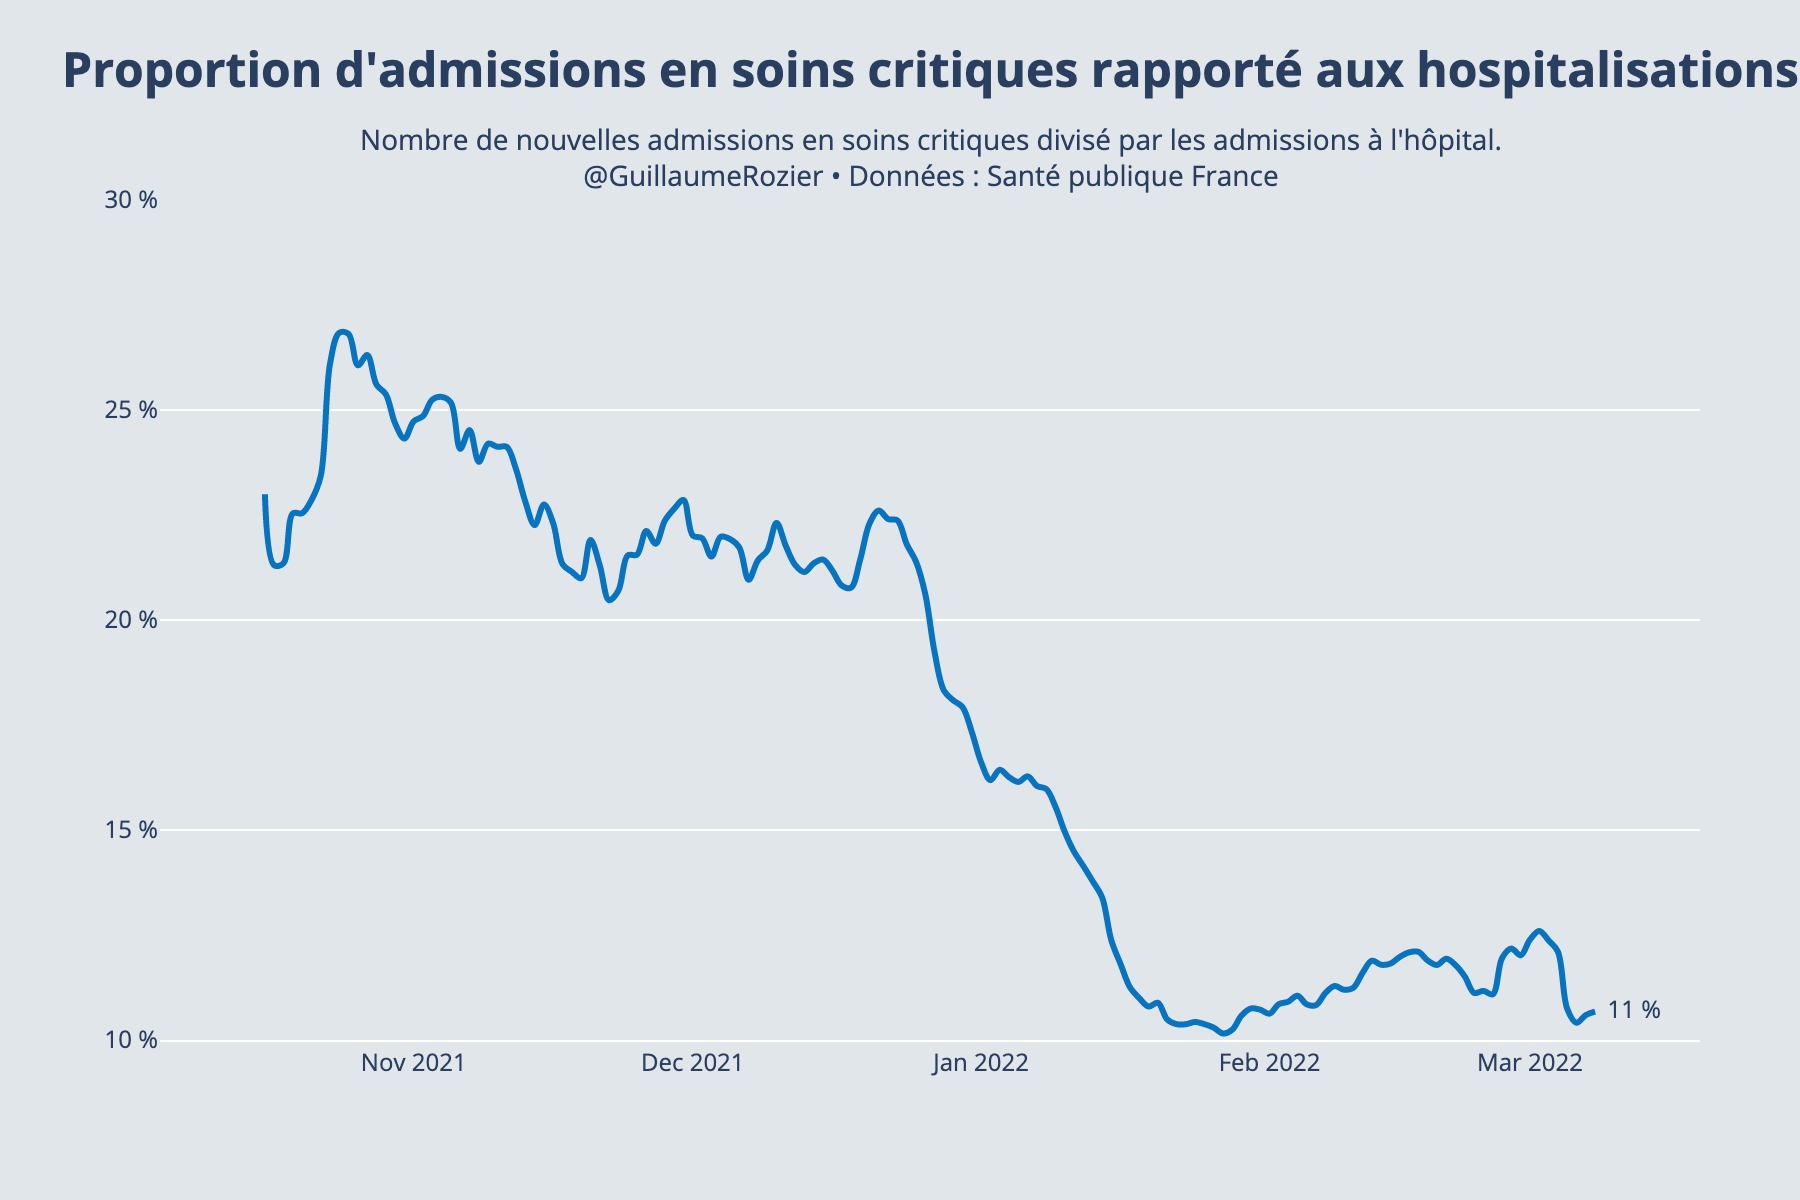 Proportion d'admissions en soins critiques rapporté aux hospitalisations
Nombre de nouvelles admissions en soins critiques divisé par les admissions à l'hôpital.
@GuillaumeRozier • Données : Santé publique France
30 %
25 %
20 %
15 %
10 %
11 %
Nov 2021 Dec 2021 Jan 2022 Feb 2022 Mar 2022